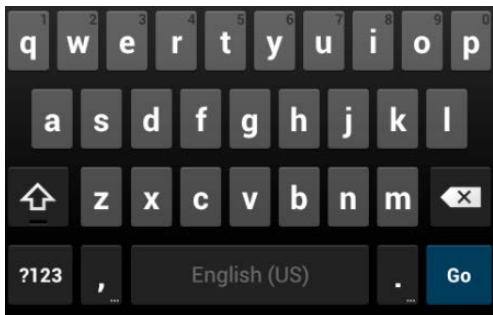 1 2 3 4 5 6 7 8 9 0
q w e r t y u i o p
a s d f g h j k l
z x c v b n m
?123 , ... English (US) . ... Go